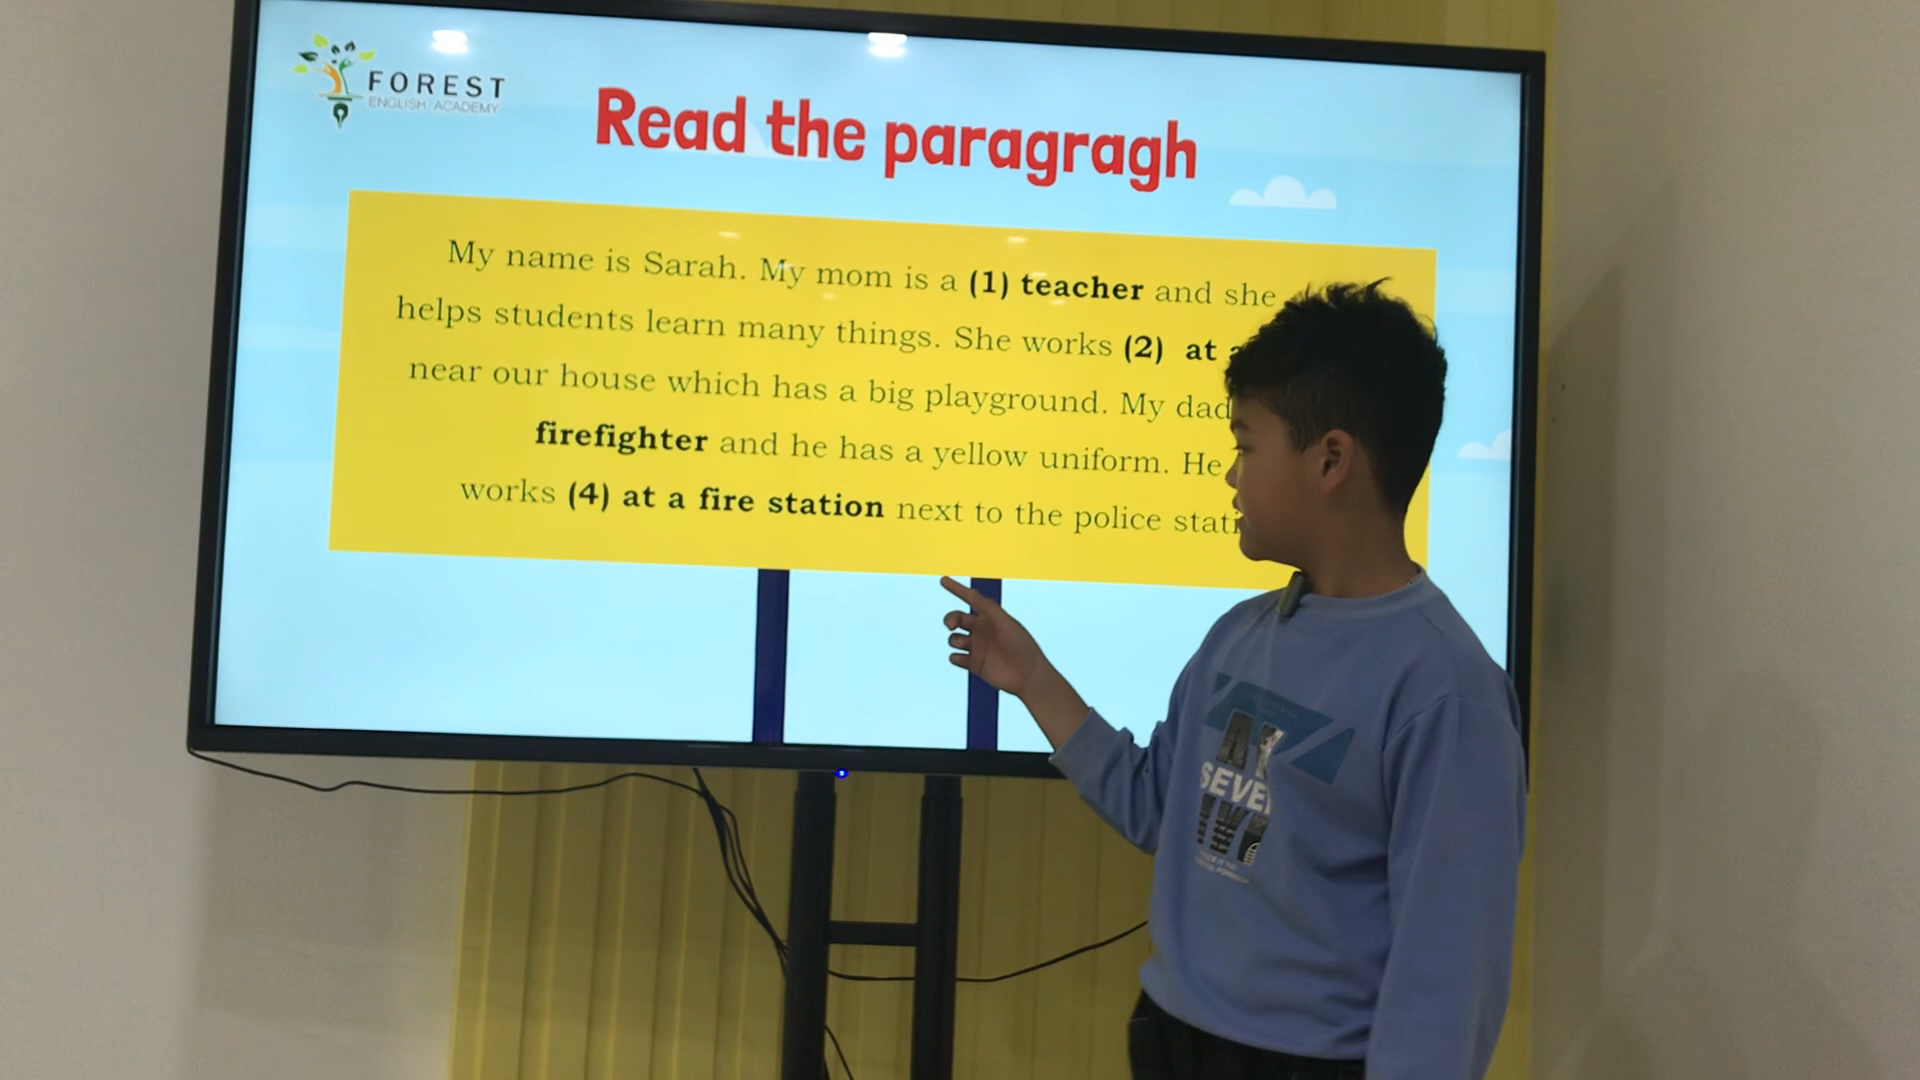 FOREST
ENGLISH ACADEMY
Read the paragragh
My name is Sarah. My mom is a (1) teacher and she
helps students learn many things. She works (2) at
near our house which has a big playground. My dad
firefighter and he has a yellow uniform. He
works (4) at a fire station next to the police
SEVE